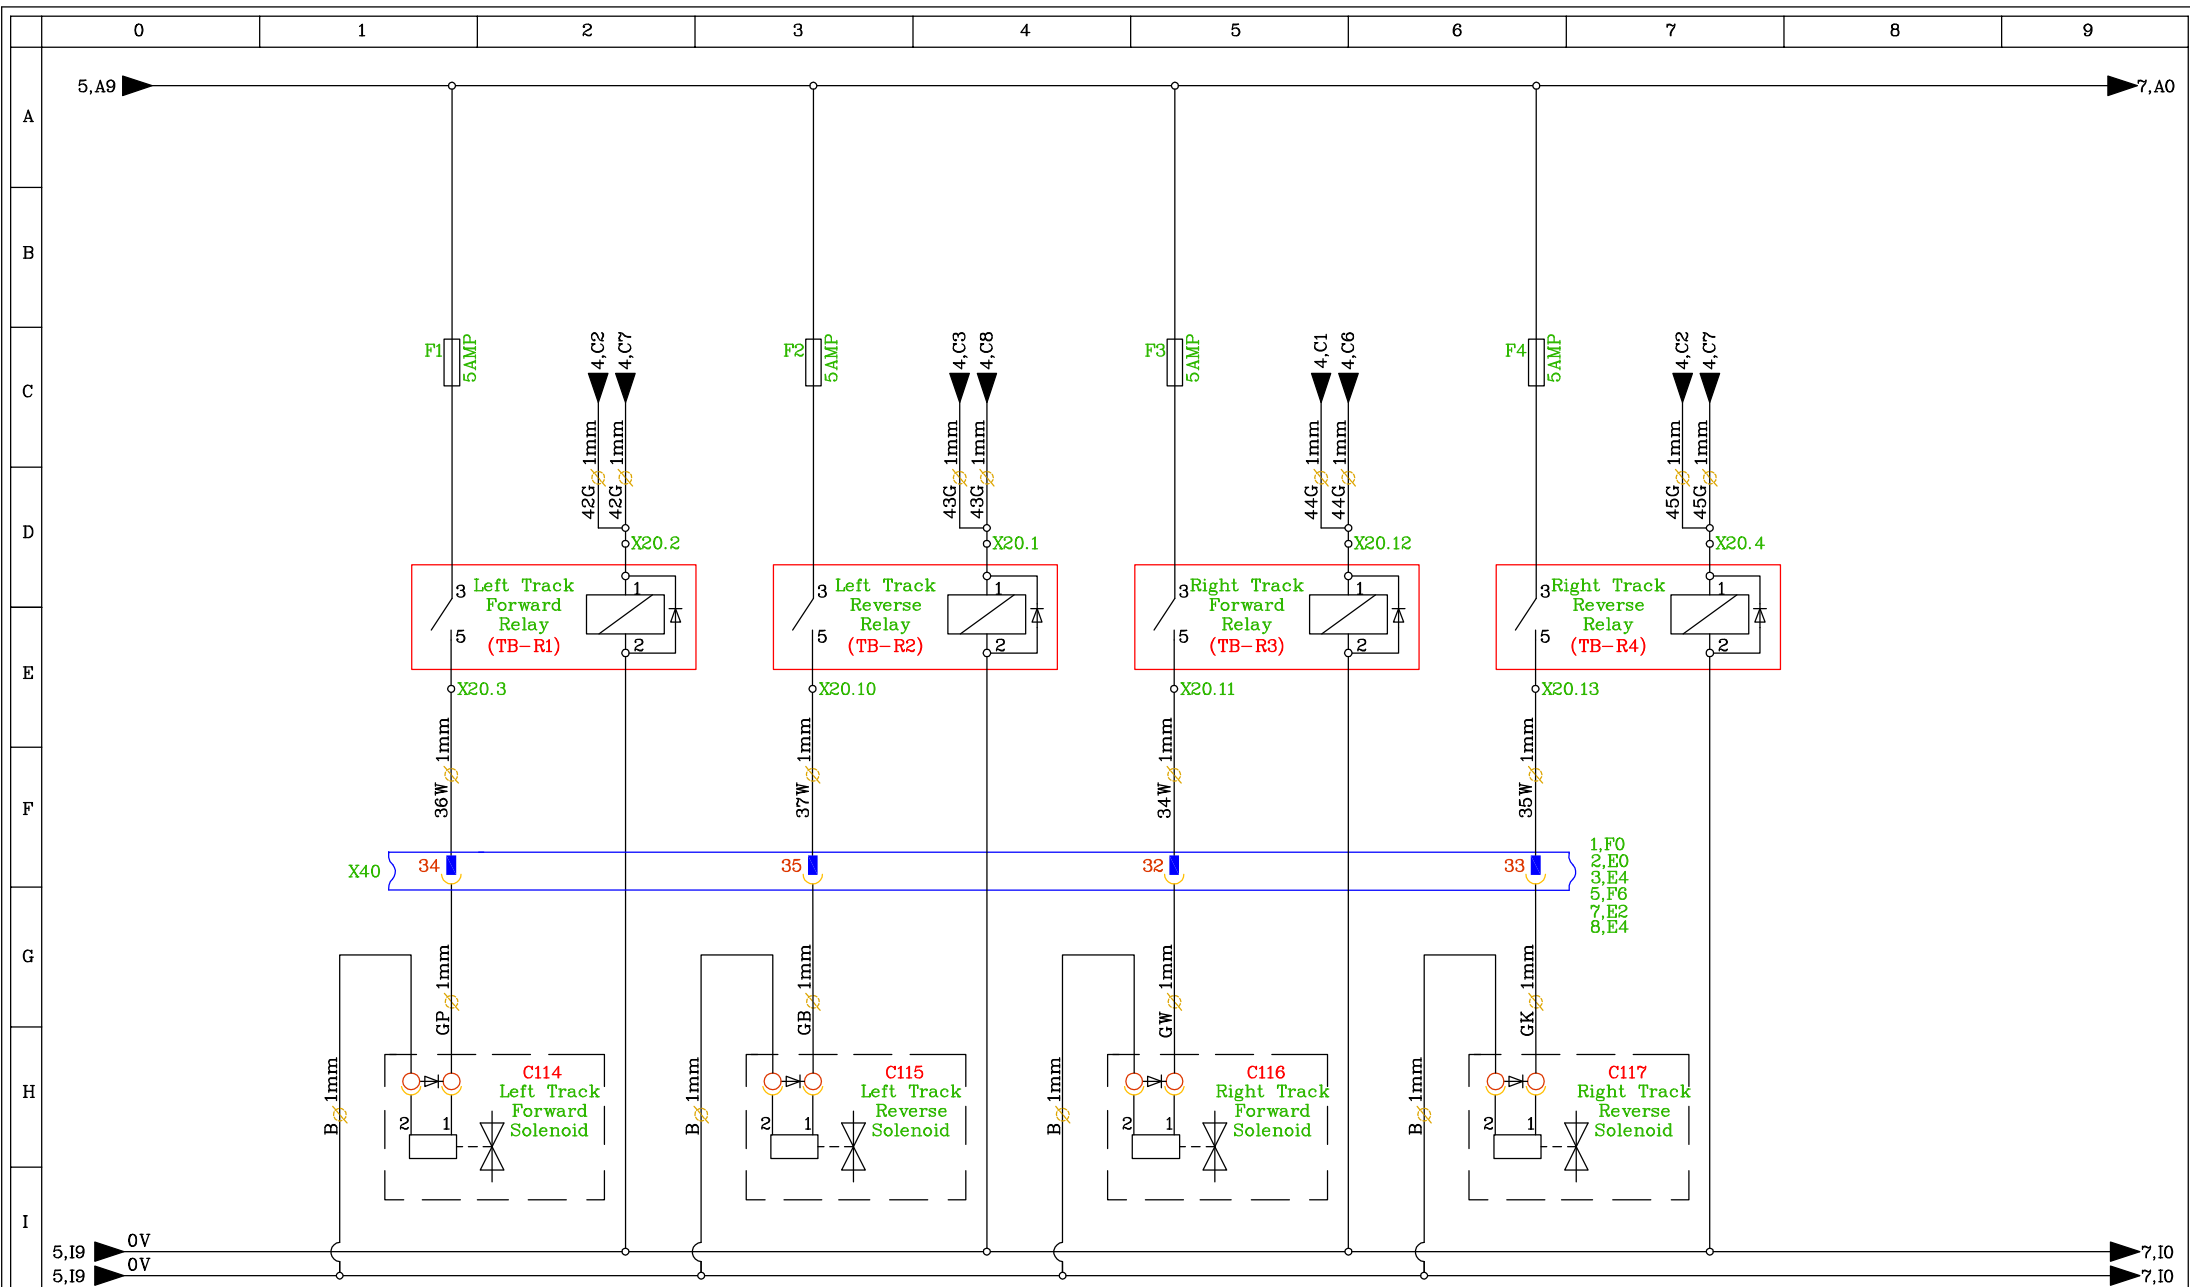 0 1 2 3 4 5 6 7 8 9
A
B
C
D
E
F
G
H
I
5,A9
7,A0
F1
5AMP
4,C2
4,C7
F2
5AMP
4,C3
4,C8
F3
5AMP
4,C1
4,C6
F4
5AMP
4,C2
4,C7
42G 1mm
42G 1mm
43G 1mm
43G 1mm
44G 1mm
44G 1mm
45G 1mm
45G 1mm
X20.2
X20.1
X20.12
X20.4
3
5
Left Track
Forward
Relay
(TB-R1)
1
2
3
5
Left Track
Reverse
Relay
(TB-R2)
1
2
3
5
Right Track
Forward
Relay
(TB-R3)
1
2
3
5
Right Track
Reverse
Relay
(TB-R4)
1
2
X20.3
X20.10
X20.11
X20.13
36W 1mm
37W 1mm
34W 1mm
35W 1mm
X40
34
35
32
33
1,F0
2,E0
3,E4
5,F6
7,E2
8,E4
GP 1mm
GB 1mm
GW 1mm
GK 1mm
B 1mm
2
1
C114
Left Track
Forward
Solenoid
B 1mm
2
1
C115
Left Track
Reverse
Solenoid
B 1mm
2
1
C116
Right Track
Forward
Solenoid
B 1mm
2
1
C117
Right Track
Reverse
Solenoid
5,I9
0V
7,I0
5,I9
0V
7,I0